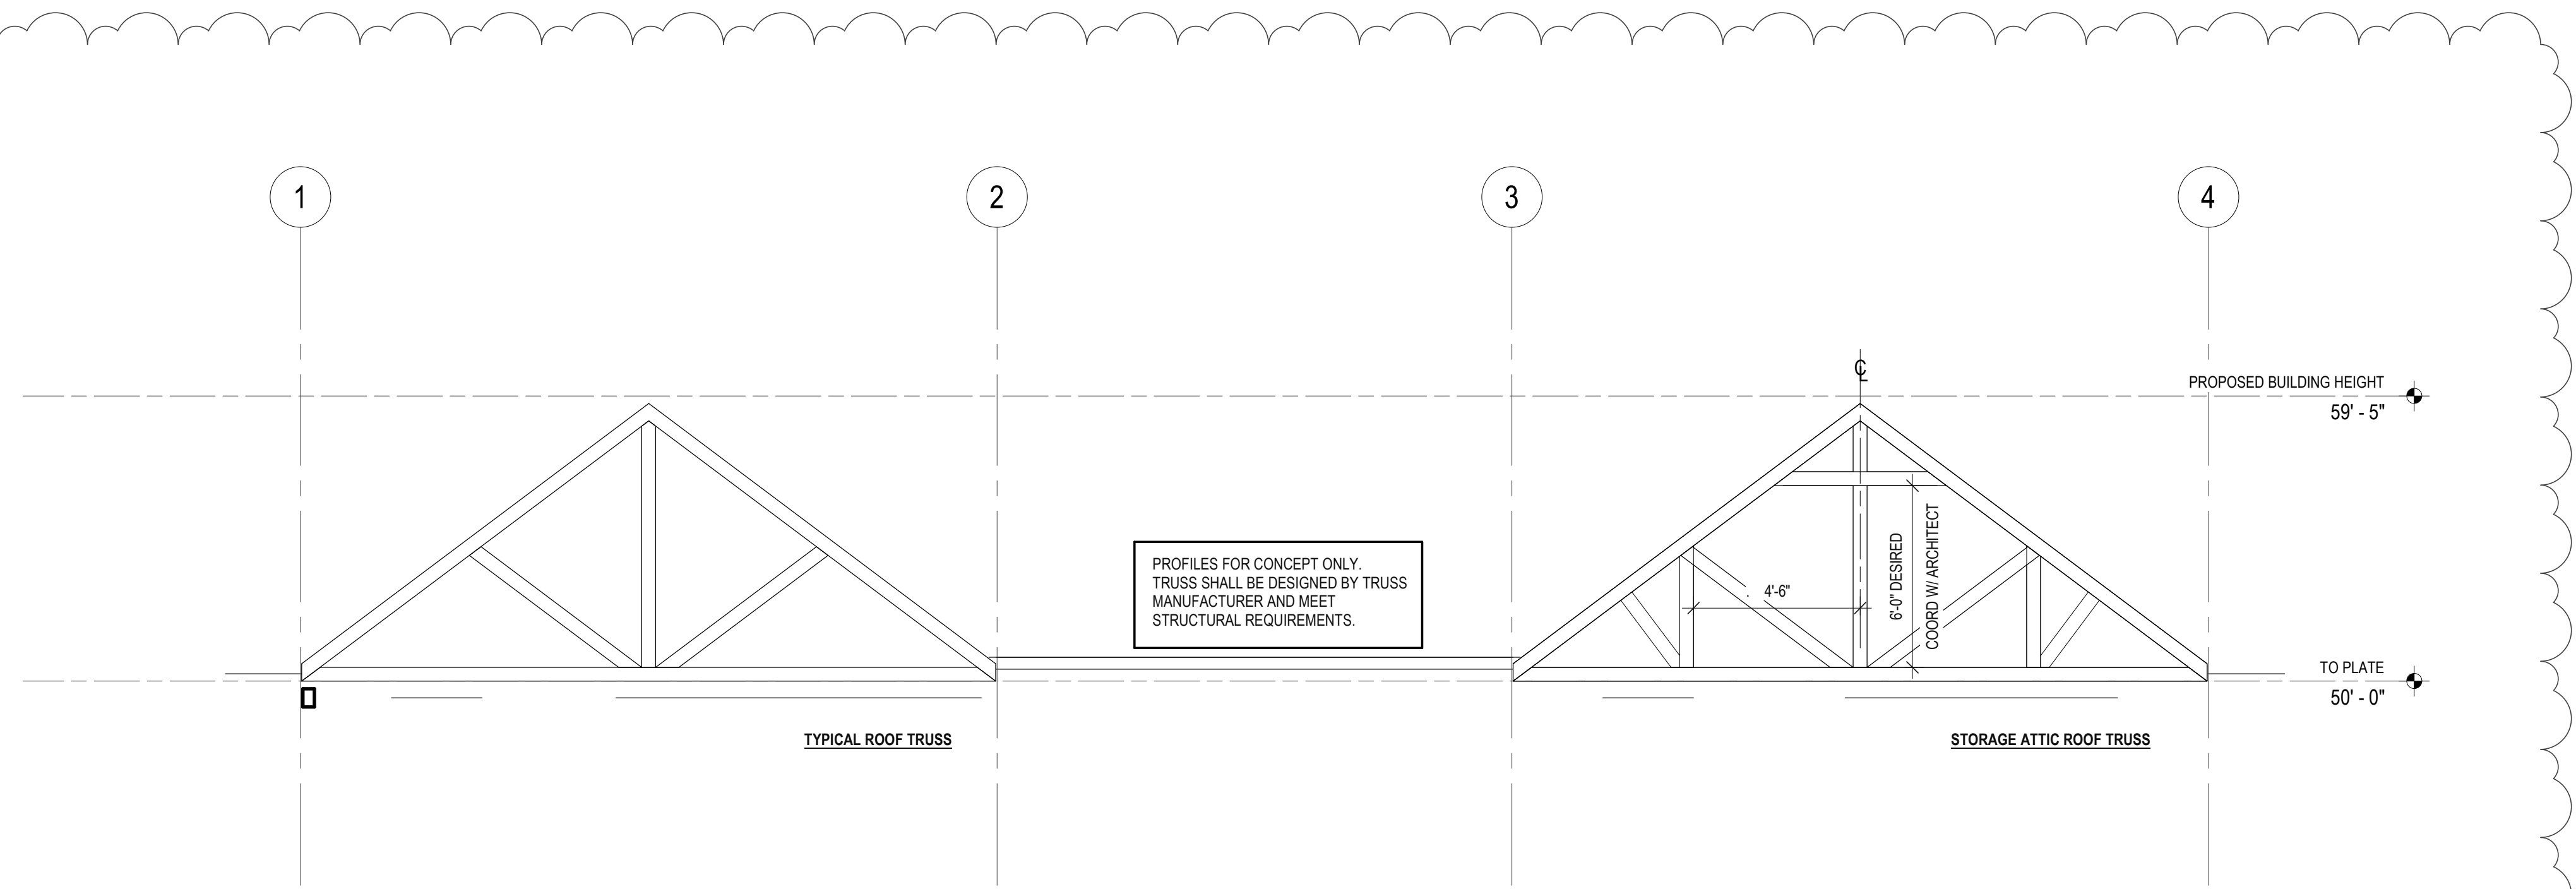 1
2
3
4
℄
PROPOSED BUILDING HEIGHT
59' - 5"
PROFILES FOR CONCEPT ONLY.
TRUSS SHALL BE DESIGNED BY TRUSS
MANUFACTURER AND MEET
STRUCTURAL REQUIREMENTS.
4'-6"
6'-0" DESIRED
COORD W/ ARCHITECT
TO PLATE
50' - 0"
TYPICAL ROOF TRUSS
STORAGE ATTIC ROOF TRUSS